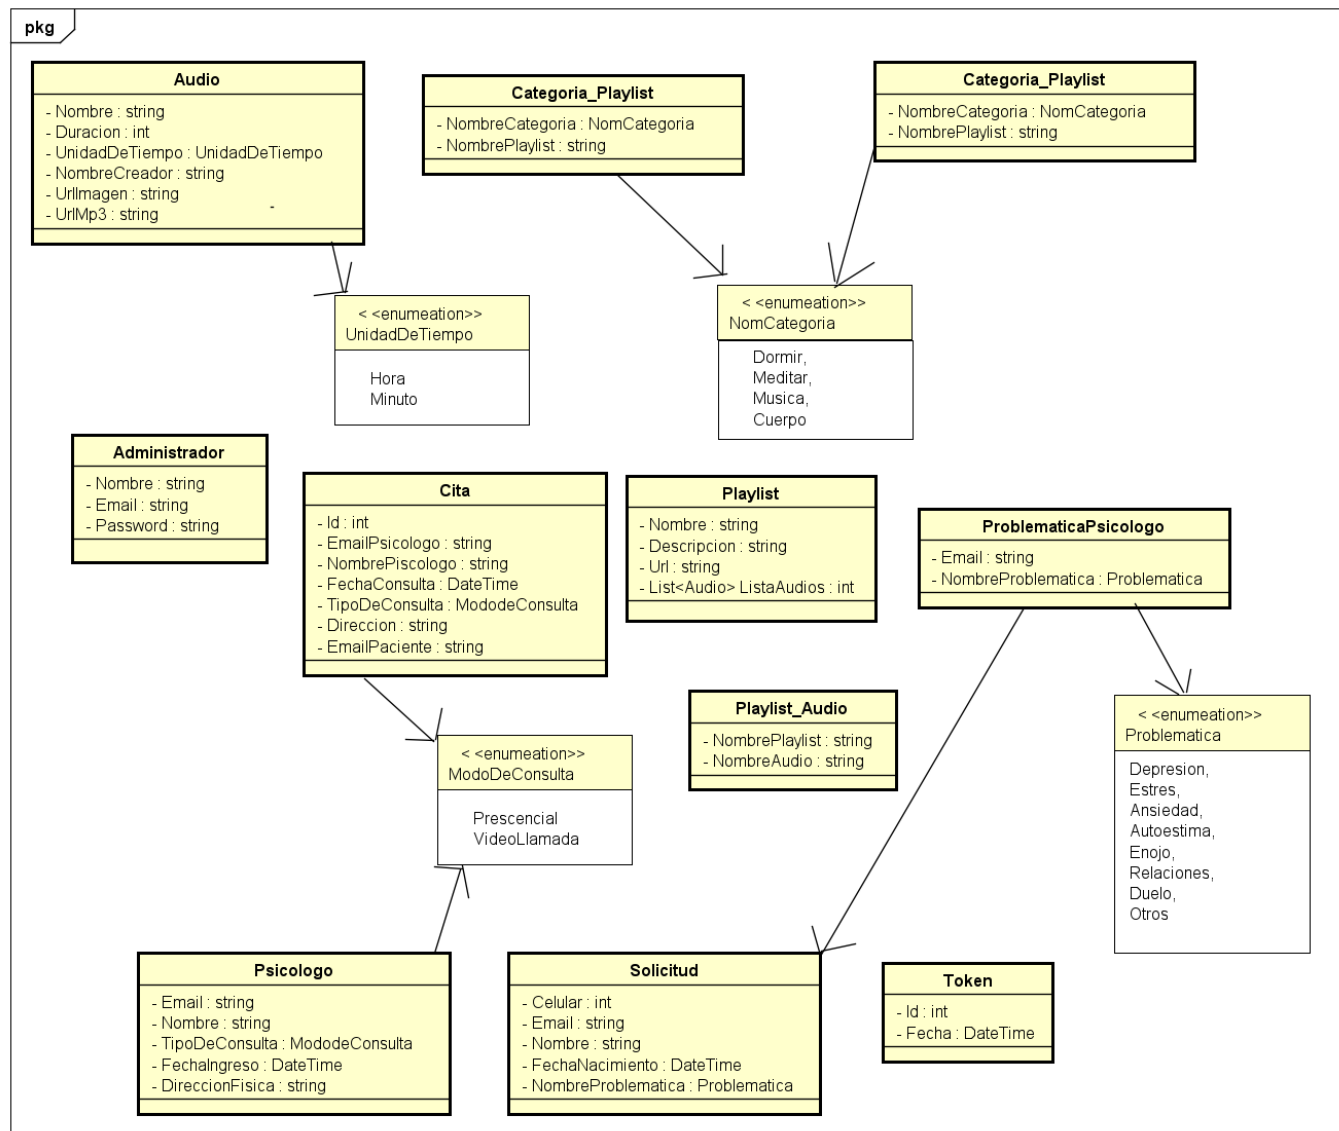 pkg
Audio
- Nombre : string
- Duracion : int
- UnidadDeTiempo : UnidadDeTiempo
- NombreCreador : string
- UrlImagen : string
- UrlMp3 : string
-
Categoria_Playlist
- NombreCategoria : NomCategoria
- NombrePlaylist : string
Categoria_Playlist
- NombreCategoria : NomCategoria
- NombrePlaylist : string
< <enumeation>>
UnidadDeTiempo
Hora
Minuto
< <enumeation>>
NomCategoria
Dormir,
Meditar,
Musica,
Cuerpo
Administrador
- Nombre : string
- Email : string
- Password : string
Cita
- Id : int
- EmailPsicologo : string
- NombrePiscologo : string
- FechaConsulta : DateTime
- TipoDeConsulta : MododeConsulta
- Direccion : string
- EmailPaciente : string
Playlist
- Nombre : string
- Descripcion : string
- Url : string
- List<Audio> ListaAudios : int
ProblematicaPsicologo
- Email : string
- NombreProblematica : Problematica
Playlist_Audio
- NombrePlaylist : string
- NombreAudio : string
< <enumeation>>
Problematica
Depresion,
Estres,
Ansiedad,
Autoestima,
Enojo,
Relaciones,
Duelo,
Otros
< <enumeation>>
ModoDeConsulta
Prescencial
VideoLlamada
Psicologo
- Email : string
- Nombre : string
- TipoDeConsulta : MododeConsulta
- FechaIngreso : DateTime
- DireccionFisica : string
Solicitud
- Celular : int
- Email : string
- Nombre : string
- FechaNacimiento : DateTime
- NombreProblematica : Problematica
Token
- Id : int
- Fecha : DateTime